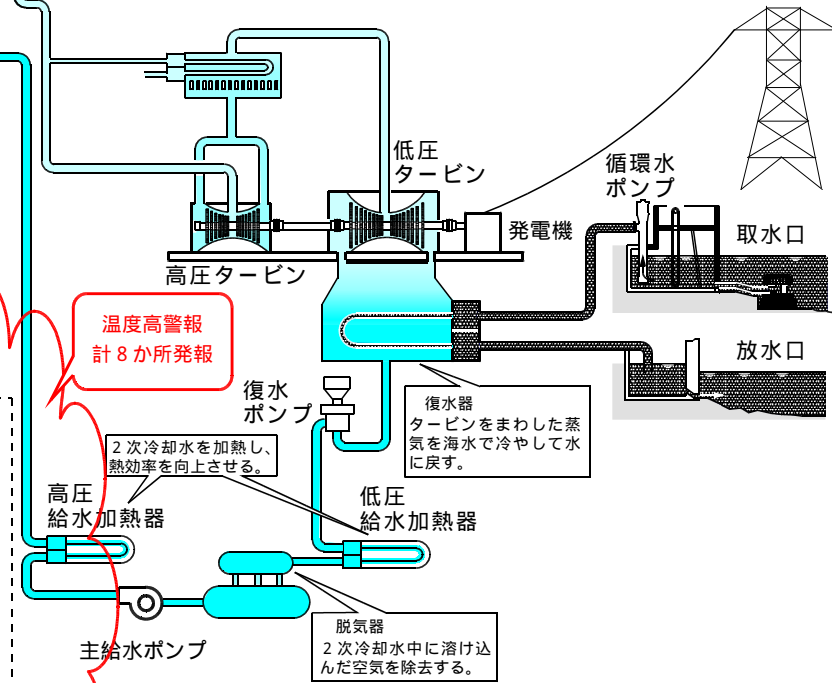 低圧
タービン
循環水
ポンプ
取水口
発電機
高圧タービン
温度高警報
計８か所発報
放水口
復水
ポンプ
復水器
タービンをまわした蒸
気を海水で冷やして水
に戻す。
２次冷却水を加熱し、
熱効率を向上させる。
高圧
給水加熱器
低圧
給水加熱器
脱気器
２次冷却水中に溶け込
んだ空気を除去する。
主給水ポンプ